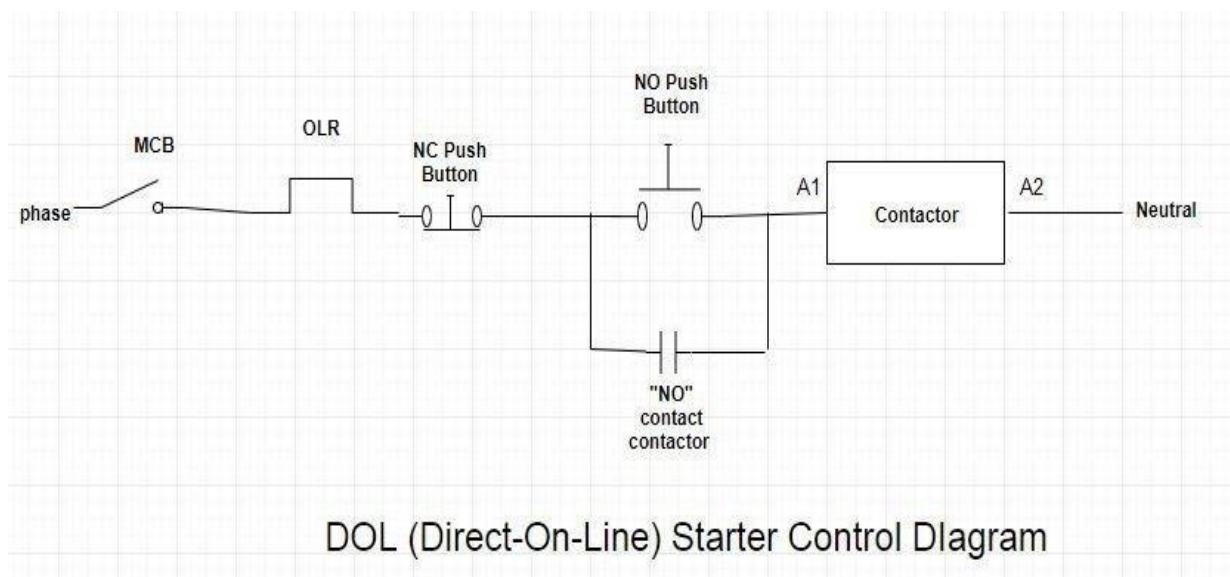 NO Push
Button
OLR
MCB
NC Push
Button
A1
A2
phase
Contactor
Neutral
"NO"
contact
contactor
DOL (Direct-On-Line) Starter Control DIagram